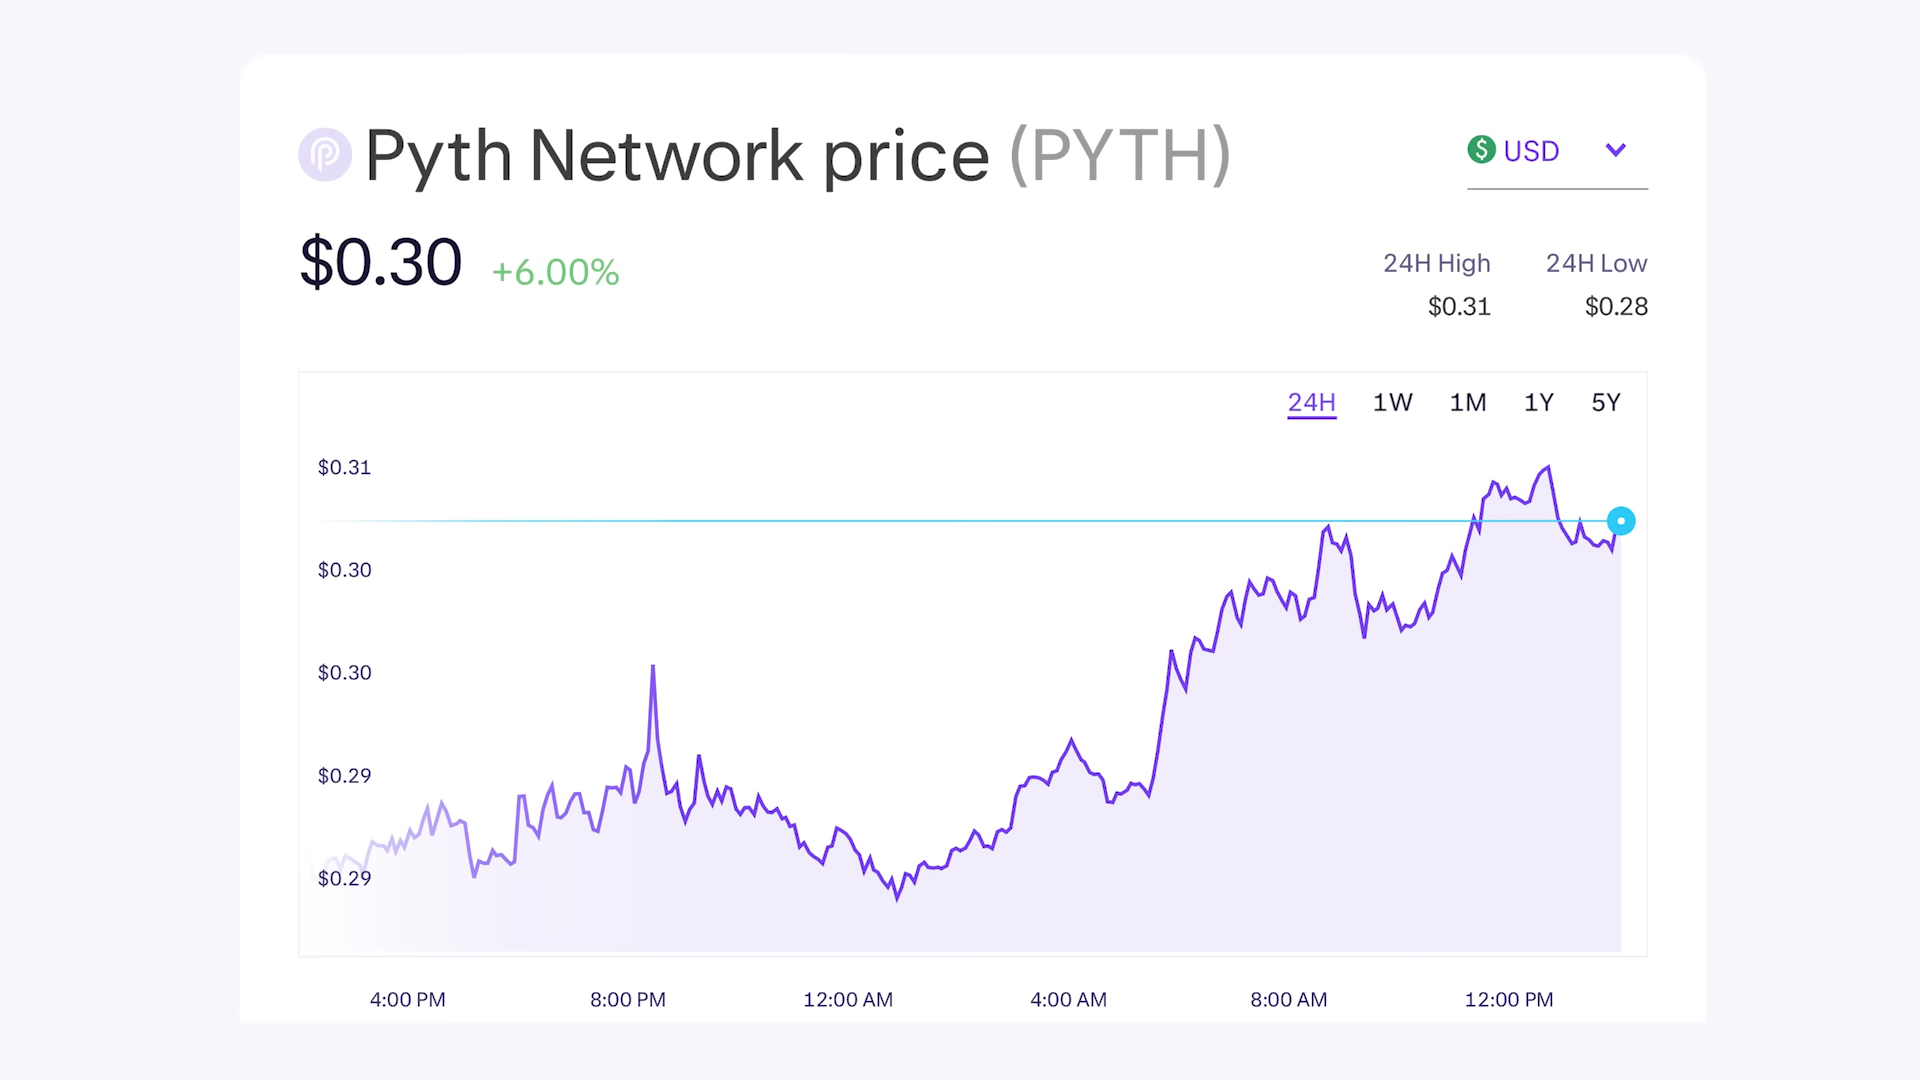 Pyth Network price (PYTH)
$ USD
$0.30 +6.00%
24H High 24H Low
$0.31 $0.28
24H 1W 1M 1Y 5Y
$0.31
$0.30
$0.30
$0.29
$0.29
4:00 PM 8:00 PM 12:00 AM 4:00 AM 8:00 AM 12:00 PM